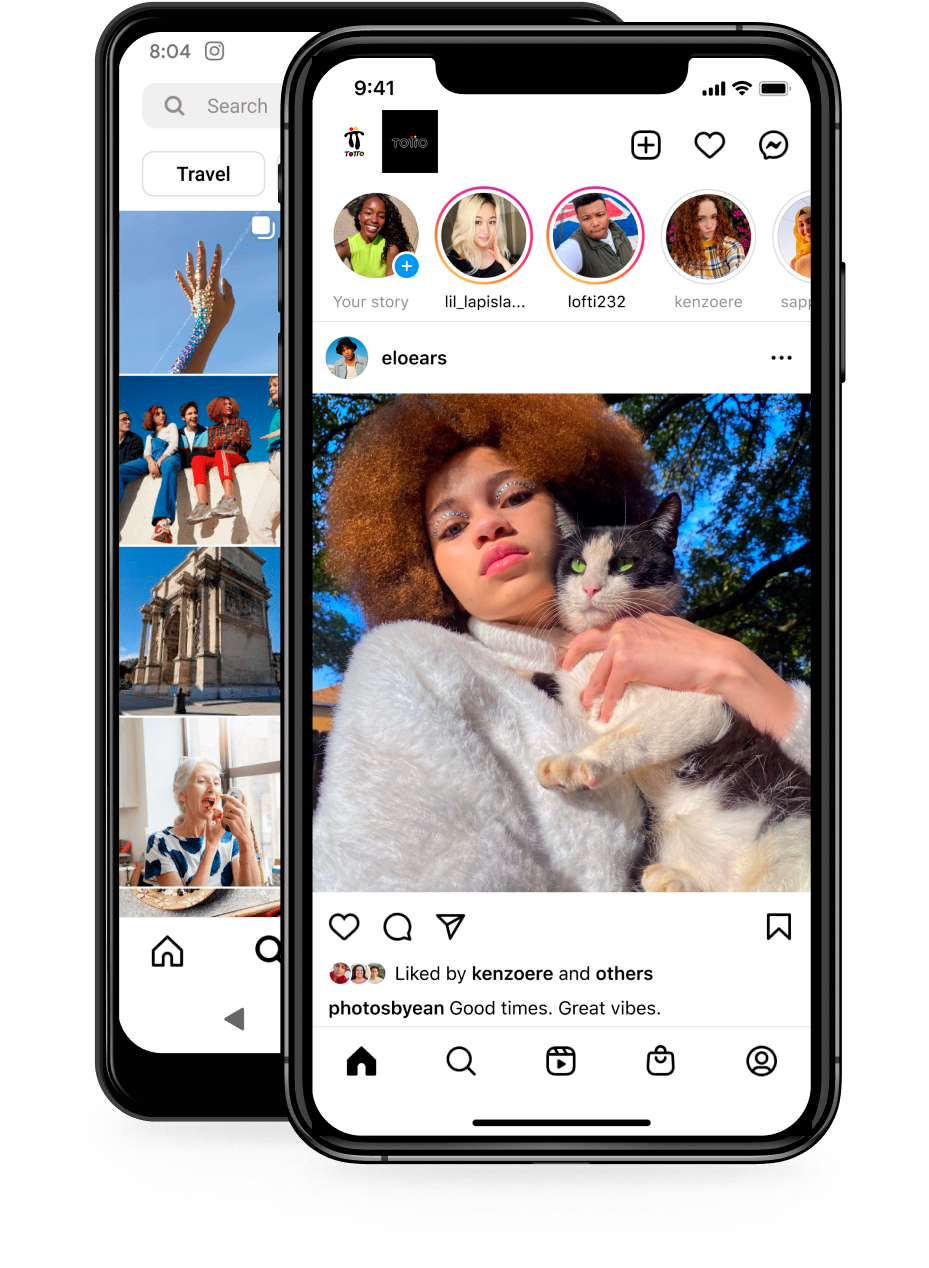 8:04
Search
Travel
9:41
TOTTO
TOTTO
Your story
lil_lapisla...
lofti232
kenzoere
sapp
eloears
Liked by kenzoere and others
photosbyean Good times. Great vibes.